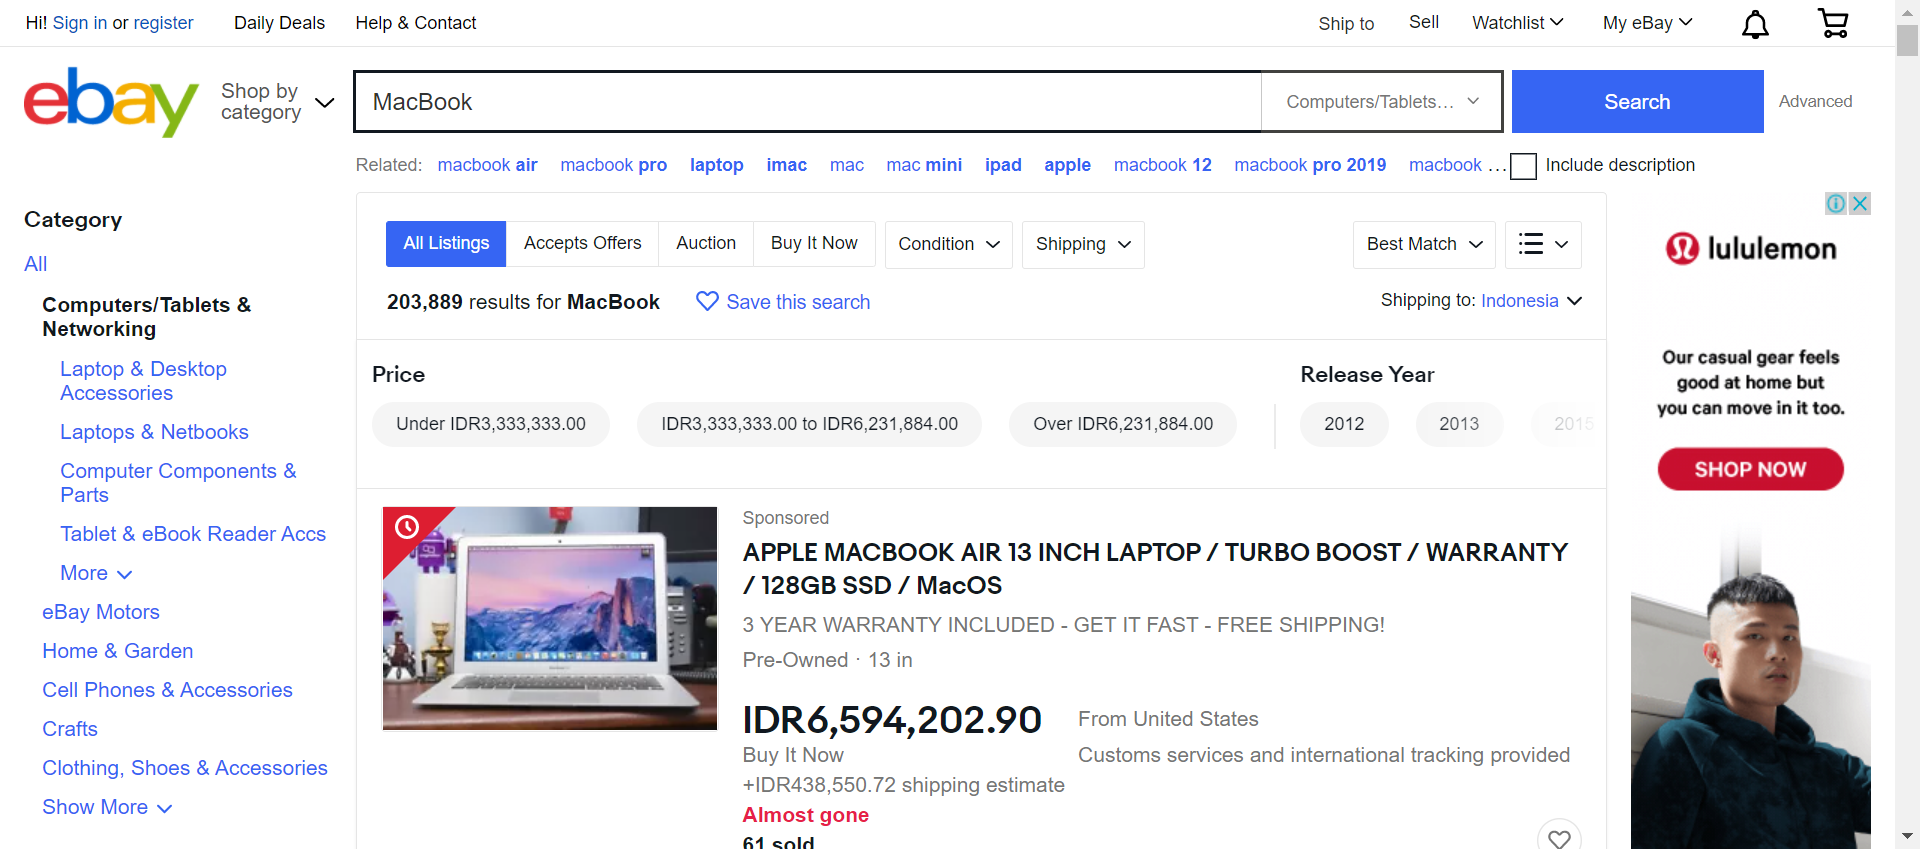 Hi! Sign in or register Daily Deals Help & Contact Ship to Sell Watchlist My eBay
ebay Shop by category MacBook Computers/Tablets... Search Advanced
Related: macbook air macbook pro laptop imac mac mac mini ipad apple macbook 12 macbook pro 2019 macbook ... Include description
Category
All
Computers/Tablets &
Networking
Laptop & Desktop
Accessories
Laptops & Netbooks
Computer Components &
Parts
Tablet & eBook Reader Accs
More
eBay Motors
Home & Garden
Cell Phones & Accessories
Crafts
Clothing, Shoes & Accessories
Show More
All Listings Accepts Offers Auction Buy It Now Condition Shipping Best Match
203,889 results for MacBook Save this search Shipping to: Indonesia
Price Release Year
Under IDR3,333,333.00 IDR3,333,333.00 to IDR6,231,884.00 Over IDR6,231,884.00 2012 2013 2015
Sponsored
APPLE MACBOOK AIR 13 INCH LAPTOP / TURBO BOOST / WARRANTY
/ 128GB SSD / MacOS
3 YEAR WARRANTY INCLUDED - GET IT FAST - FREE SHIPPING!
Pre-Owned · 13 in
IDR6,594,202.90 From United States
Buy It Now Customs services and international tracking provided
+IDR438,550.72 shipping estimate
Almost gone
61 sold
lululemon
Our casual gear feels
good at home but
you can move in it too.
SHOP NOW